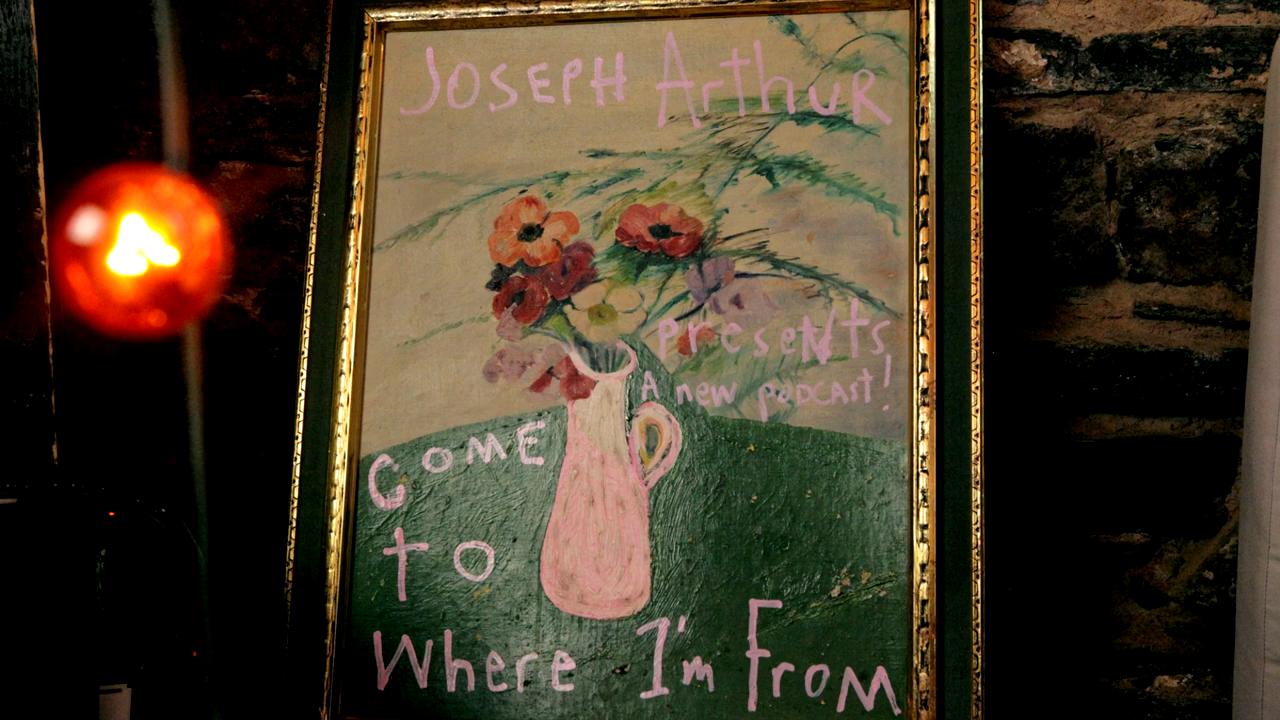 JOSEPH ArthuR
preseNts
A new podcast!
COME
TO
Where I'm FroM